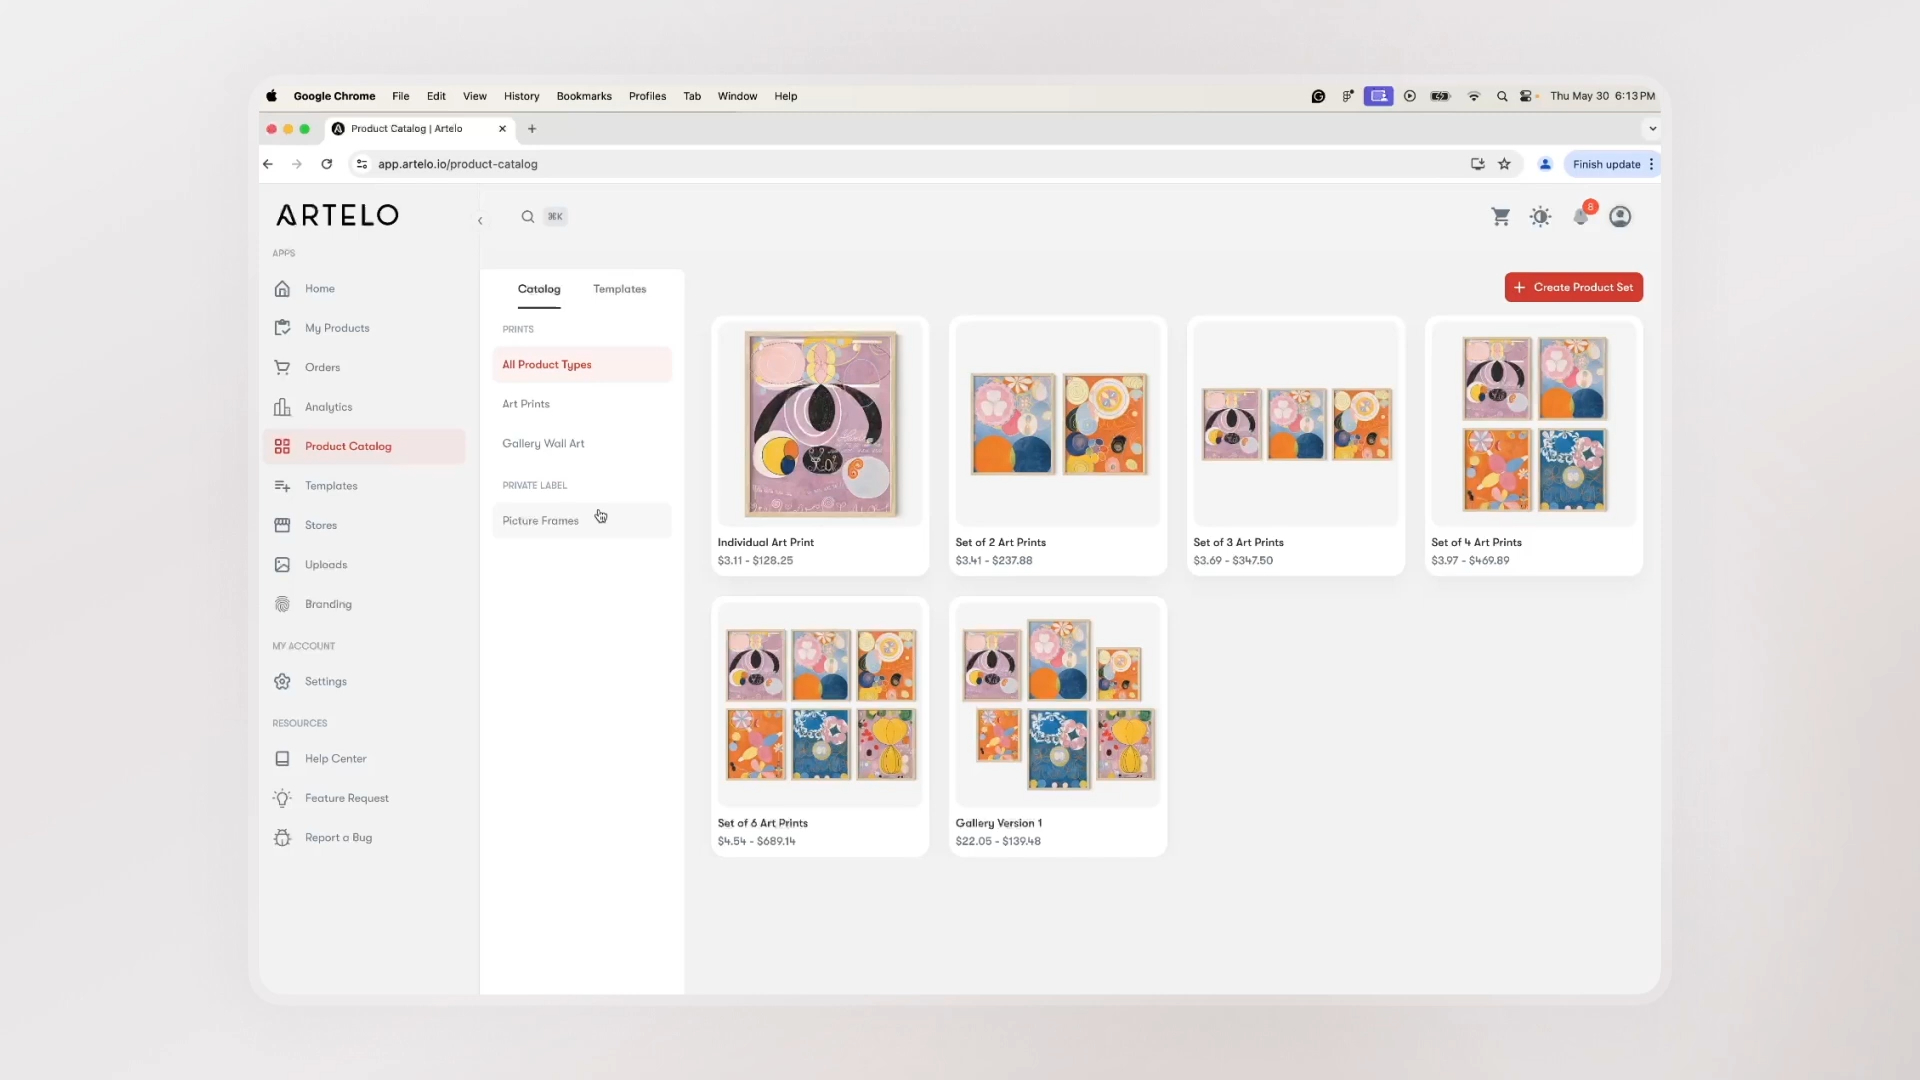 Google Chrome File Edit View History Bookmarks Profiles Tab Window Help
Thu May 30 6:13 PM
Product Catalog | Artelo
app.artelo.io/product-catalog
Finish update
ARTELO
⌘K
8
APPS
Home
My Products
Orders
Analytics
Product Catalog
Templates
Stores
Uploads
Branding
MY ACCOUNT
Settings
RESOURCES
Help Center
Feature Request
Report a Bug
Catalog Templates
PRINTS
All Product Types
Art Prints
Gallery Wall Art
PRIVATE LABEL
Picture Frames
+ Create Product Set
Individual Art Print
$3.11 - $128.25
Set of 2 Art Prints
$3.41 - $237.88
Set of 3 Art Prints
$3.69 - $347.50
Set of 4 Art Prints
$3.97 - $469.89
Set of 6 Art Prints
$4.54 - $689.14
Gallery Version 1
$22.05 - $139.48